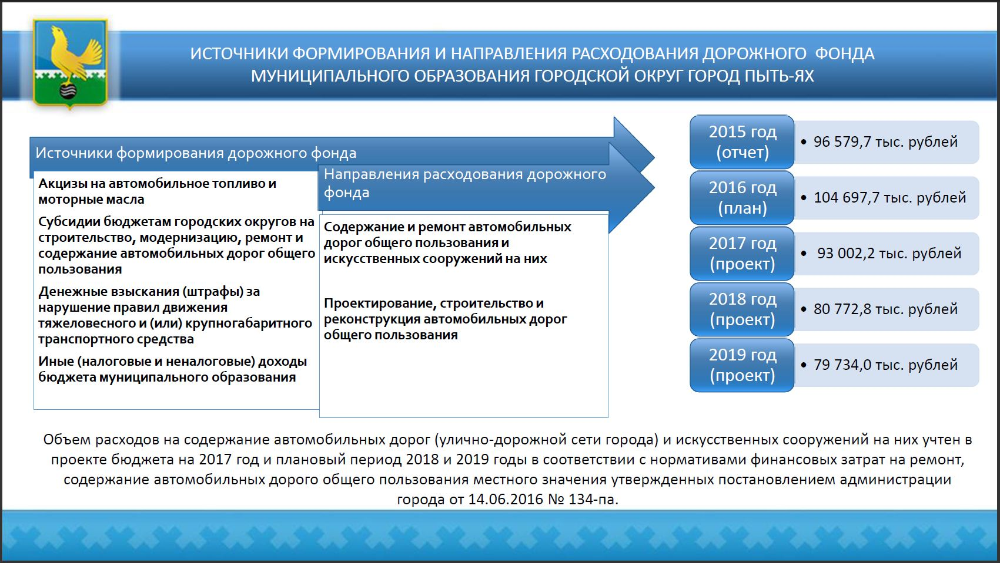 ИСТОЧНИКИ ФОРМИРОВАНИЯ И НАПРАВЛЕНИЯ РАСХОДОВАНИЯ ДОРОЖНОГО ФОНДА
МУНИЦИПАЛЬНОГО ОБРАЗОВАНИЯ ГОРОДСКОЙ ОКРУГ ГОРОД ПЫТЬ-ЯХ
Источники формирования дорожного фонда
Акцизы на автомобильное топливо и
моторные масла
Субсидии бюджетам городских округов на
строительство, модернизацию, ремонт и
содержание автомобильных дорог общего
пользования
Денежные взыскания (штрафы) за
нарушение правил движения
тяжеловесного и (или) крупногабаритного
транспортного средства
Иные (налоговые и неналоговые) доходы
бюджета муниципального образования
Направления расходования дорожного
фонда
Содержание и ремонт автомобильных
дорог общего пользования и
искусственных сооружений на них
Проектирование, строительство и
реконструкция автомобильных дорог
общего пользования
2015 год
(отчет)
• 96 579,7 тыс. рублей
2016 год
(план)
• 104 697,7 тыс. рублей
2017 год
(проект)
• 93 002,2 тыс. рублей
2018 год
(проект)
• 80 772,8 тыс. рублей
2019 год
(проект)
• 79 734,0 тыс. рублей
Объем расходов на содержание автомобильных дорог (улично-дорожной сети города) и искусственных сооружений на них учтен в
проекте бюджета на 2017 год и плановый период 2018 и 2019 годы в соответствии с нормативами финансовых затрат на ремонт,
содержание автомобильных дорого общего пользования местного значения утвержденных постановлением администрации
города от 14.06.2016 № 134-па.